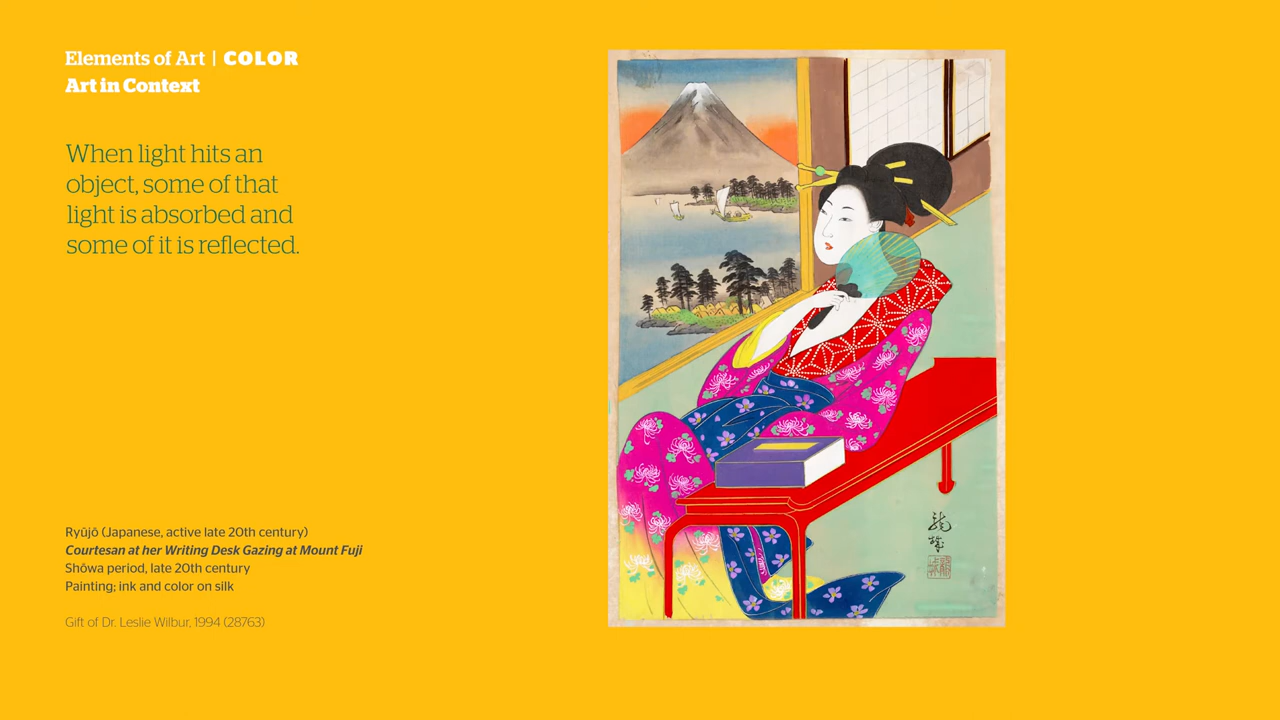 Elements of Art | COLOR
Art in Context
When light hits an
object, some of that
light is absorbed and
some of it is reflected.
Ryūjō (Japanese, active late 20th century)
Courtesan at her Writing Desk Gazing at Mount Fuji
Shōwa period, late 20th century
Painting; ink and color on silk
Gift of Dr. Leslie Wilbur, 1994 (28763)